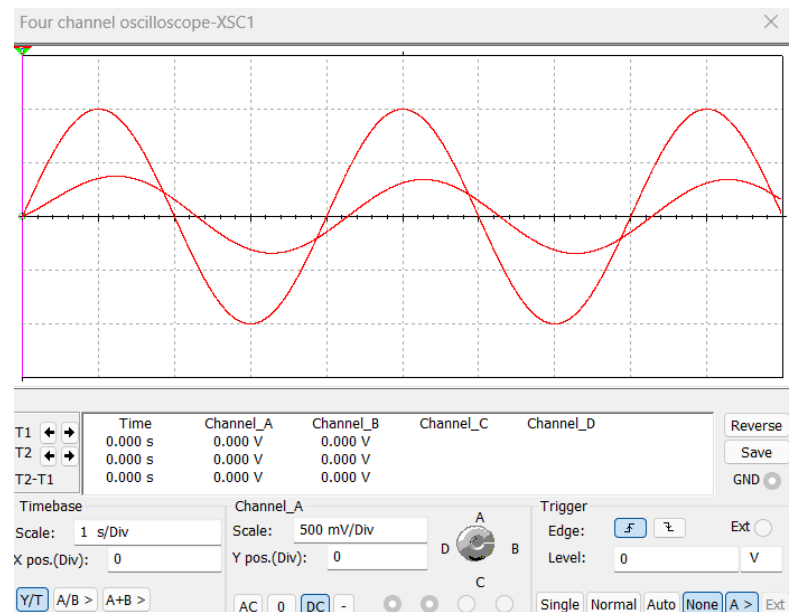 Four channel oscilloscope-XSC1
Time Channel_A Channel_B Channel_C Channel_D
T1 0.000 s 0.000 V 0.000 V
T2 0.000 s 0.000 V 0.000 V
T2-T1 0.000 s 0.000 V 0.000 V
Reverse
Save
GND
Timebase
Scale: 1 s/Div
X pos.(Div): 0
Y/T A/B > A+B >
Channel_A
Scale: 500 mV/Div
Y pos.(Div): 0
AC 0 DC -
A
D B
C
Trigger
Edge: Ext
Level: 0 V
Single Normal Auto None A > Ext